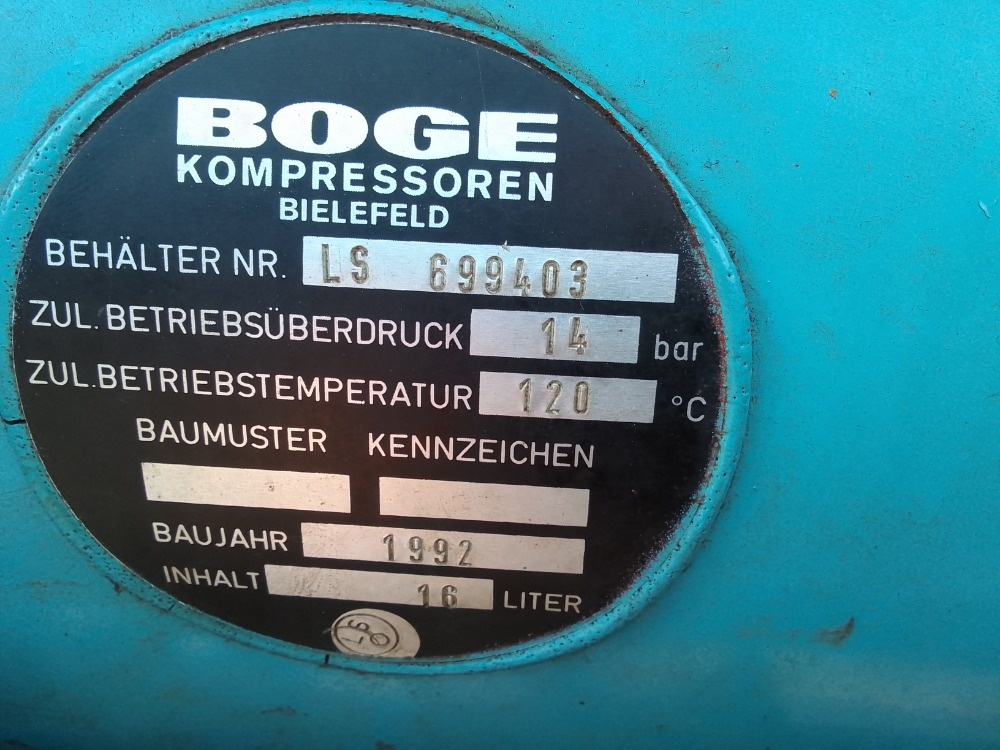 BOGE
KOMPRESSOREN
BIELEFELD
BEHÄLTER NR. LS 699403
ZUL. BETRIEBSÜBERDRUCK 14 bar
ZUL. BETRIEBSTEMPERATUR 120 °C
BAUMUSTER KENNZEICHEN
BAUJAHR 1992
INHALT 16 LITER